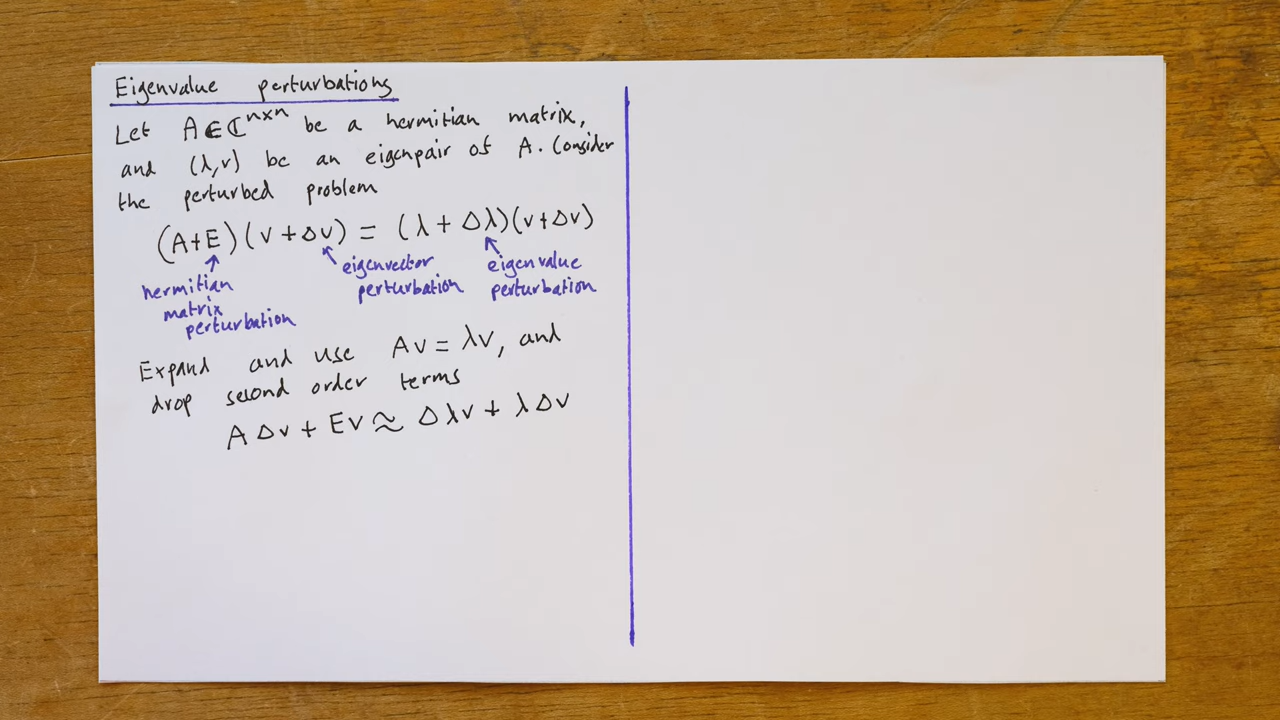 Eigenvalue perturbations
Let A∈ℂⁿˣⁿ be a hermitian matrix,
and (λ,v) be an eigenpair of A. Consider
the perturbed problem
(A+E)(v+Δv) = (λ+Δλ)(v+Δv)
hermitian
matrix
perturbation
eigenvector
perturbation
eigenvalue
perturbation
Expand and use Av=λv, and
drop second order terms
AΔv + Ev ≈ Δλv + λΔv